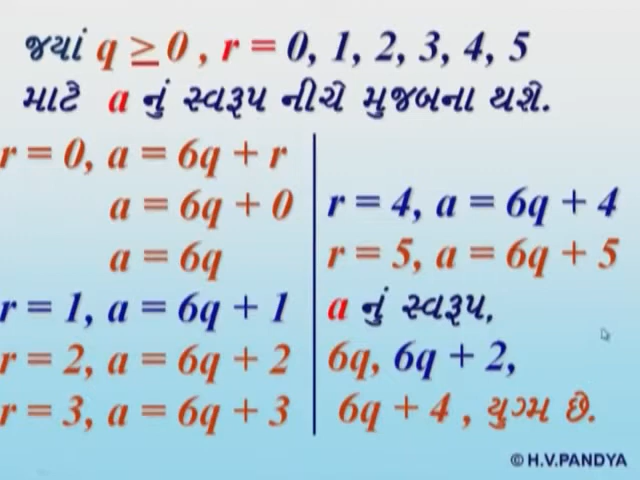 જ્યાં q ≥ 0 , r = 0, 1, 2, 3, 4, 5
માટે a નું સ્વરૂપ નીચે મુજબના થશે.
r = 0, a = 6q + r
a = 6q + 0
a = 6q
r = 1, a = 6q + 1
r = 2, a = 6q + 2
r = 3, a = 6q + 3
r = 4, a = 6q + 4
r = 5, a = 6q + 5
a નું સ્વરૂપ,
6q, 6q + 2,
6q + 4 , યુગ્મ છે.
© H.V.PANDYA